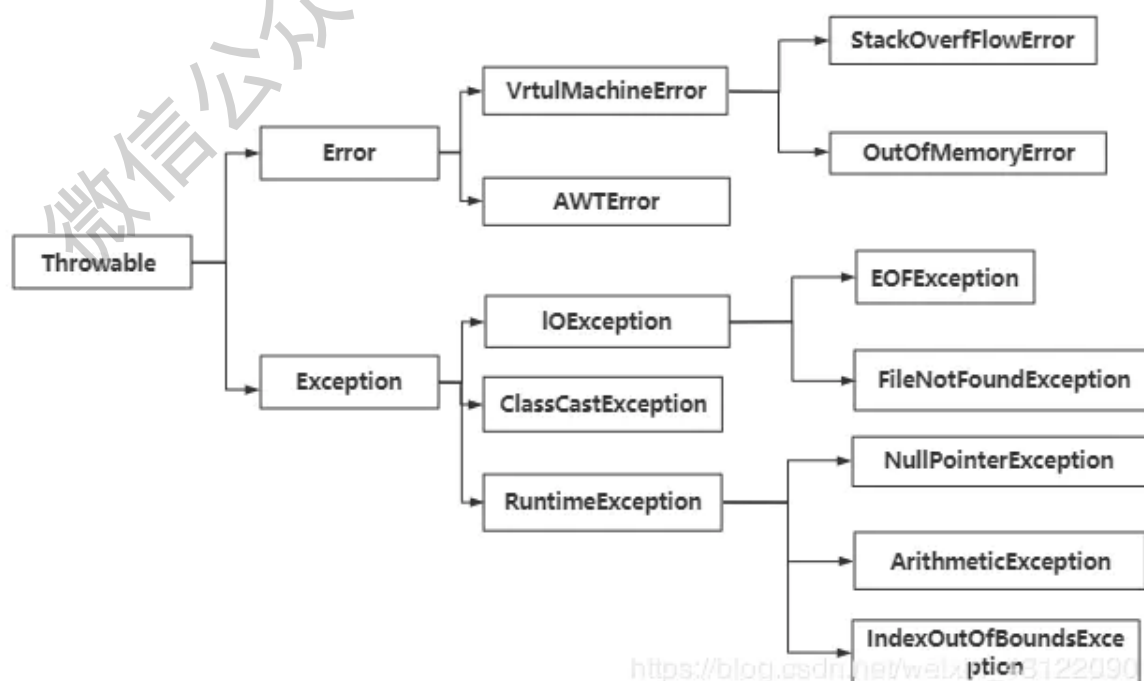 微信公众
StackOverfFlowError
VrtulMachineError
Error
OutOfMemoryError
AWTError
Throwable
EOFException
IOException
Exception
FileNotFoundException
ClassCastException
NullPointerException
RuntimeException
ArithmeticException
IndexOutOfBoundsExce
ption